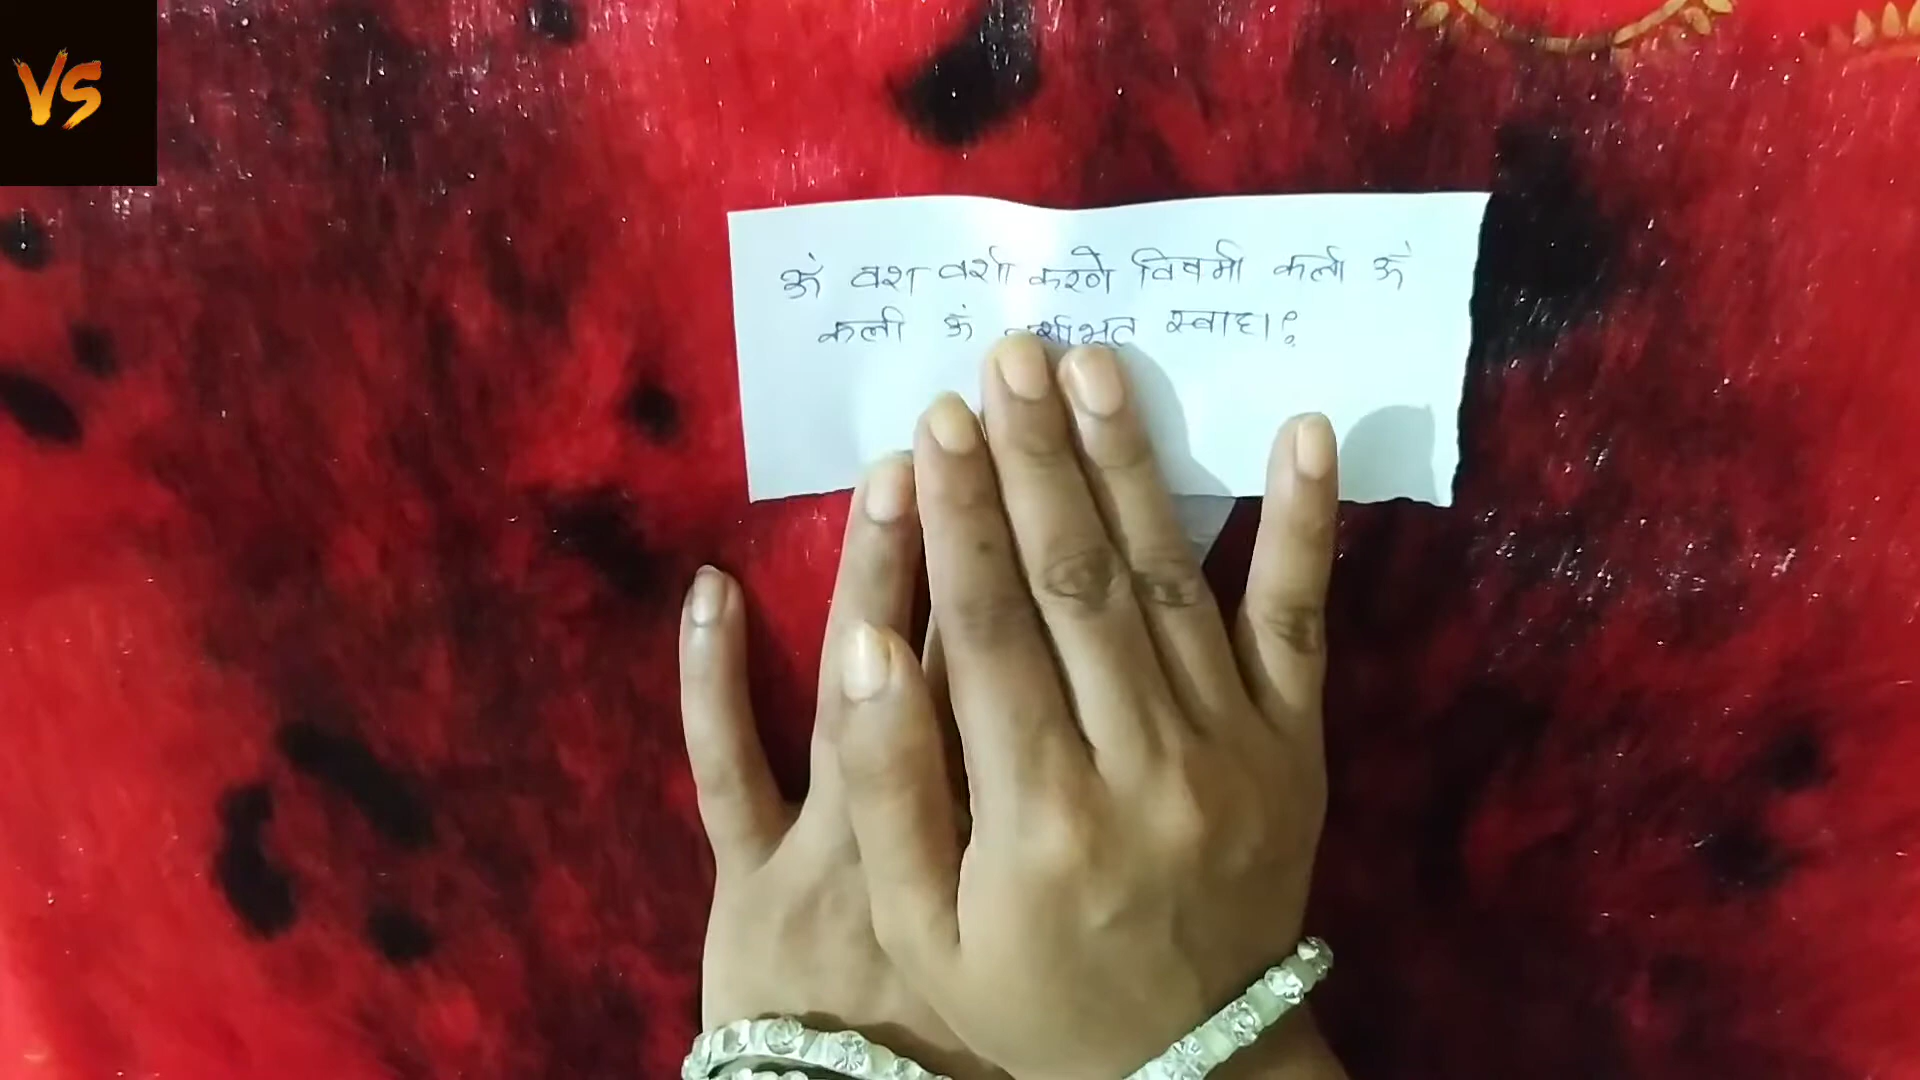 VS
ॐ वश वशी करणे विषमी कली ॐ
कली ॐ स्वाहा: